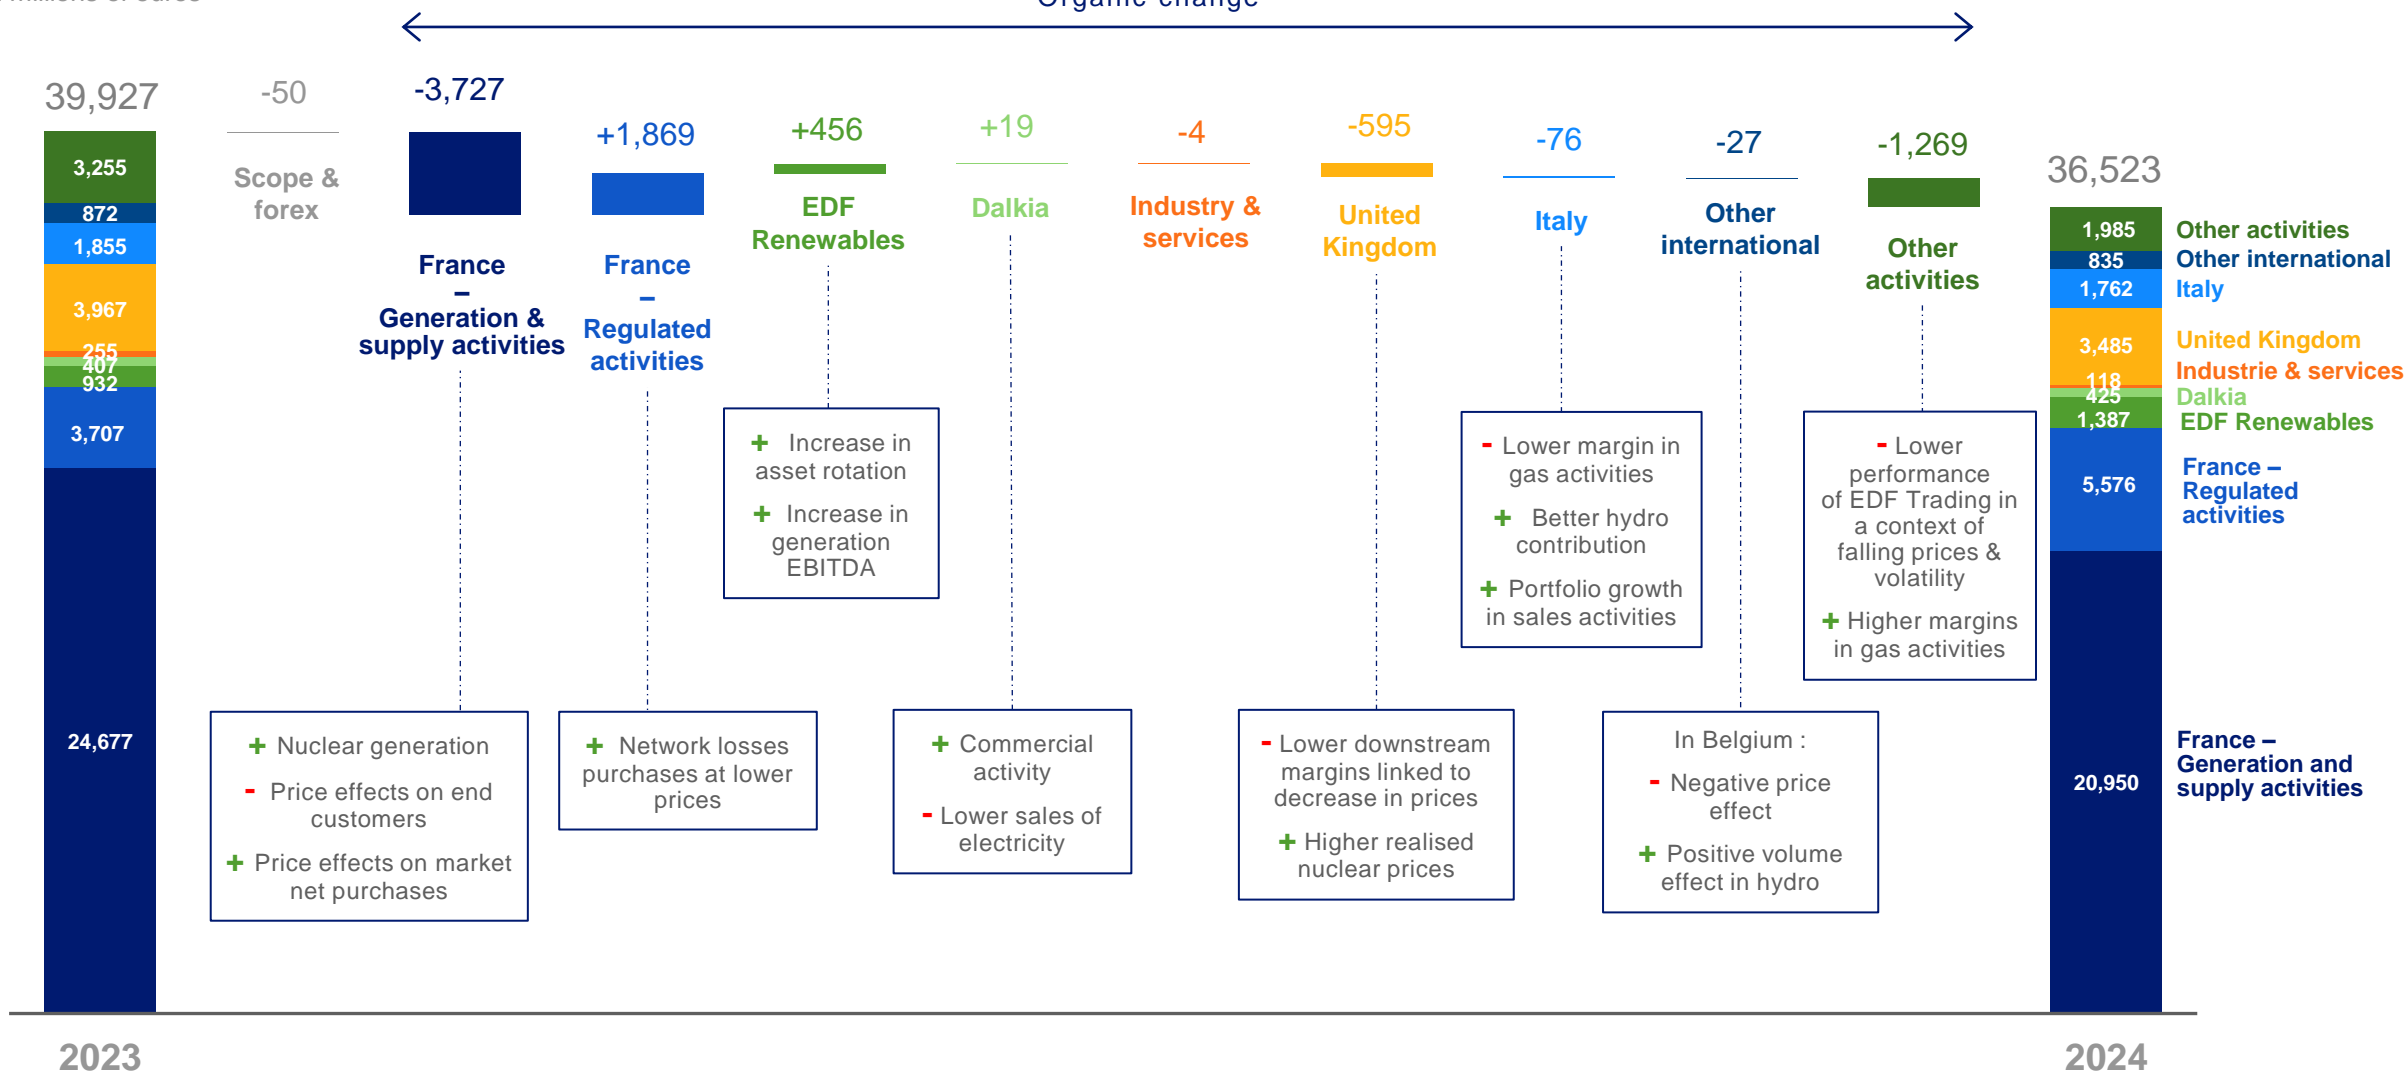 millions of euros
Organic change
39,927
-50
-3,727
+1,869
+456
+19
-4
-595
-76
-27
-1,269
36,523
3,255
872
1,855
3,967
255
407
932
3,707
24,677
Scope &
forex
France
–
Generation &
supply activities
France
–
Regulated
activities
EDF
Renewables
Dalkia
Industry &
services
United
Kingdom
Italy
Other
international
Other
activities
+ Nuclear generation
- Price effects on end
customers
+ Price effects on market
net purchases
+ Network losses
purchases at lower
prices
+ Increase in
asset rotation
+ Increase in
generation
EBITDA
+ Commercial
activity
- Lower sales of
electricity
- Lower downstream
margins linked to
decrease in prices
+ Higher realised
nuclear prices
- Lower margin in
gas activities
+ Better hydro
contribution
+ Portfolio growth
in sales activities
In Belgium :
- Negative price
effect
+ Positive volume
effect in hydro
- Lower
performance
of EDF Trading in
a context of
falling prices &
volatility
+ Higher margins
in gas activities
1,985
835
1,762
3,485
118
425
1,387
5,576
20,950
Other activities
Other international
Italy
United Kingdom
Industrie & services
Dalkia
EDF Renewables
France –
Regulated
activities
France –
Generation and
supply activities
2023
2024